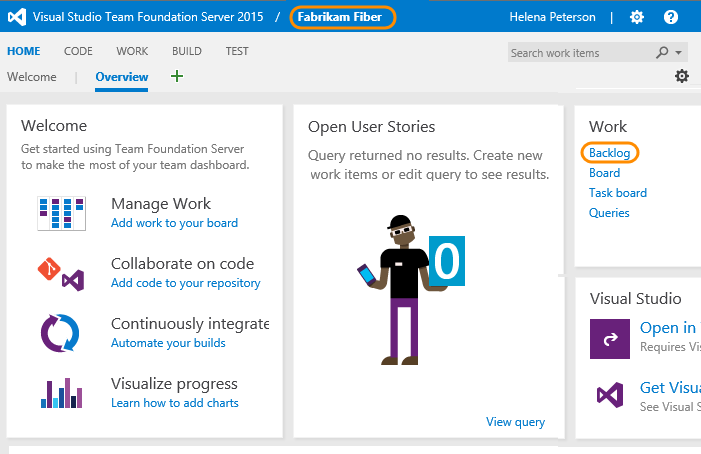 Visual Studio Team Foundation Server 2015 / Fabrikam Fiber Helena Peterson | ?
HOME CODE WORK BUILD TEST Search work items
Welcome | Overview +
Welcome
Get started using Team Foundation Server
to make the most of your team dashboard.
Manage Work
Add work to your board
Collaborate on code
Add code to your repository
Continuously integrate
Automate your builds
Visualize progress
Learn how to add charts
Open User Stories
Query returned no results. Create new
work items or edit query to see results.
0
View query
Work
Backlog
Board
Task board
Queries
Visual Studio
Open in
Requires Vis
Get Visua
See Visual S